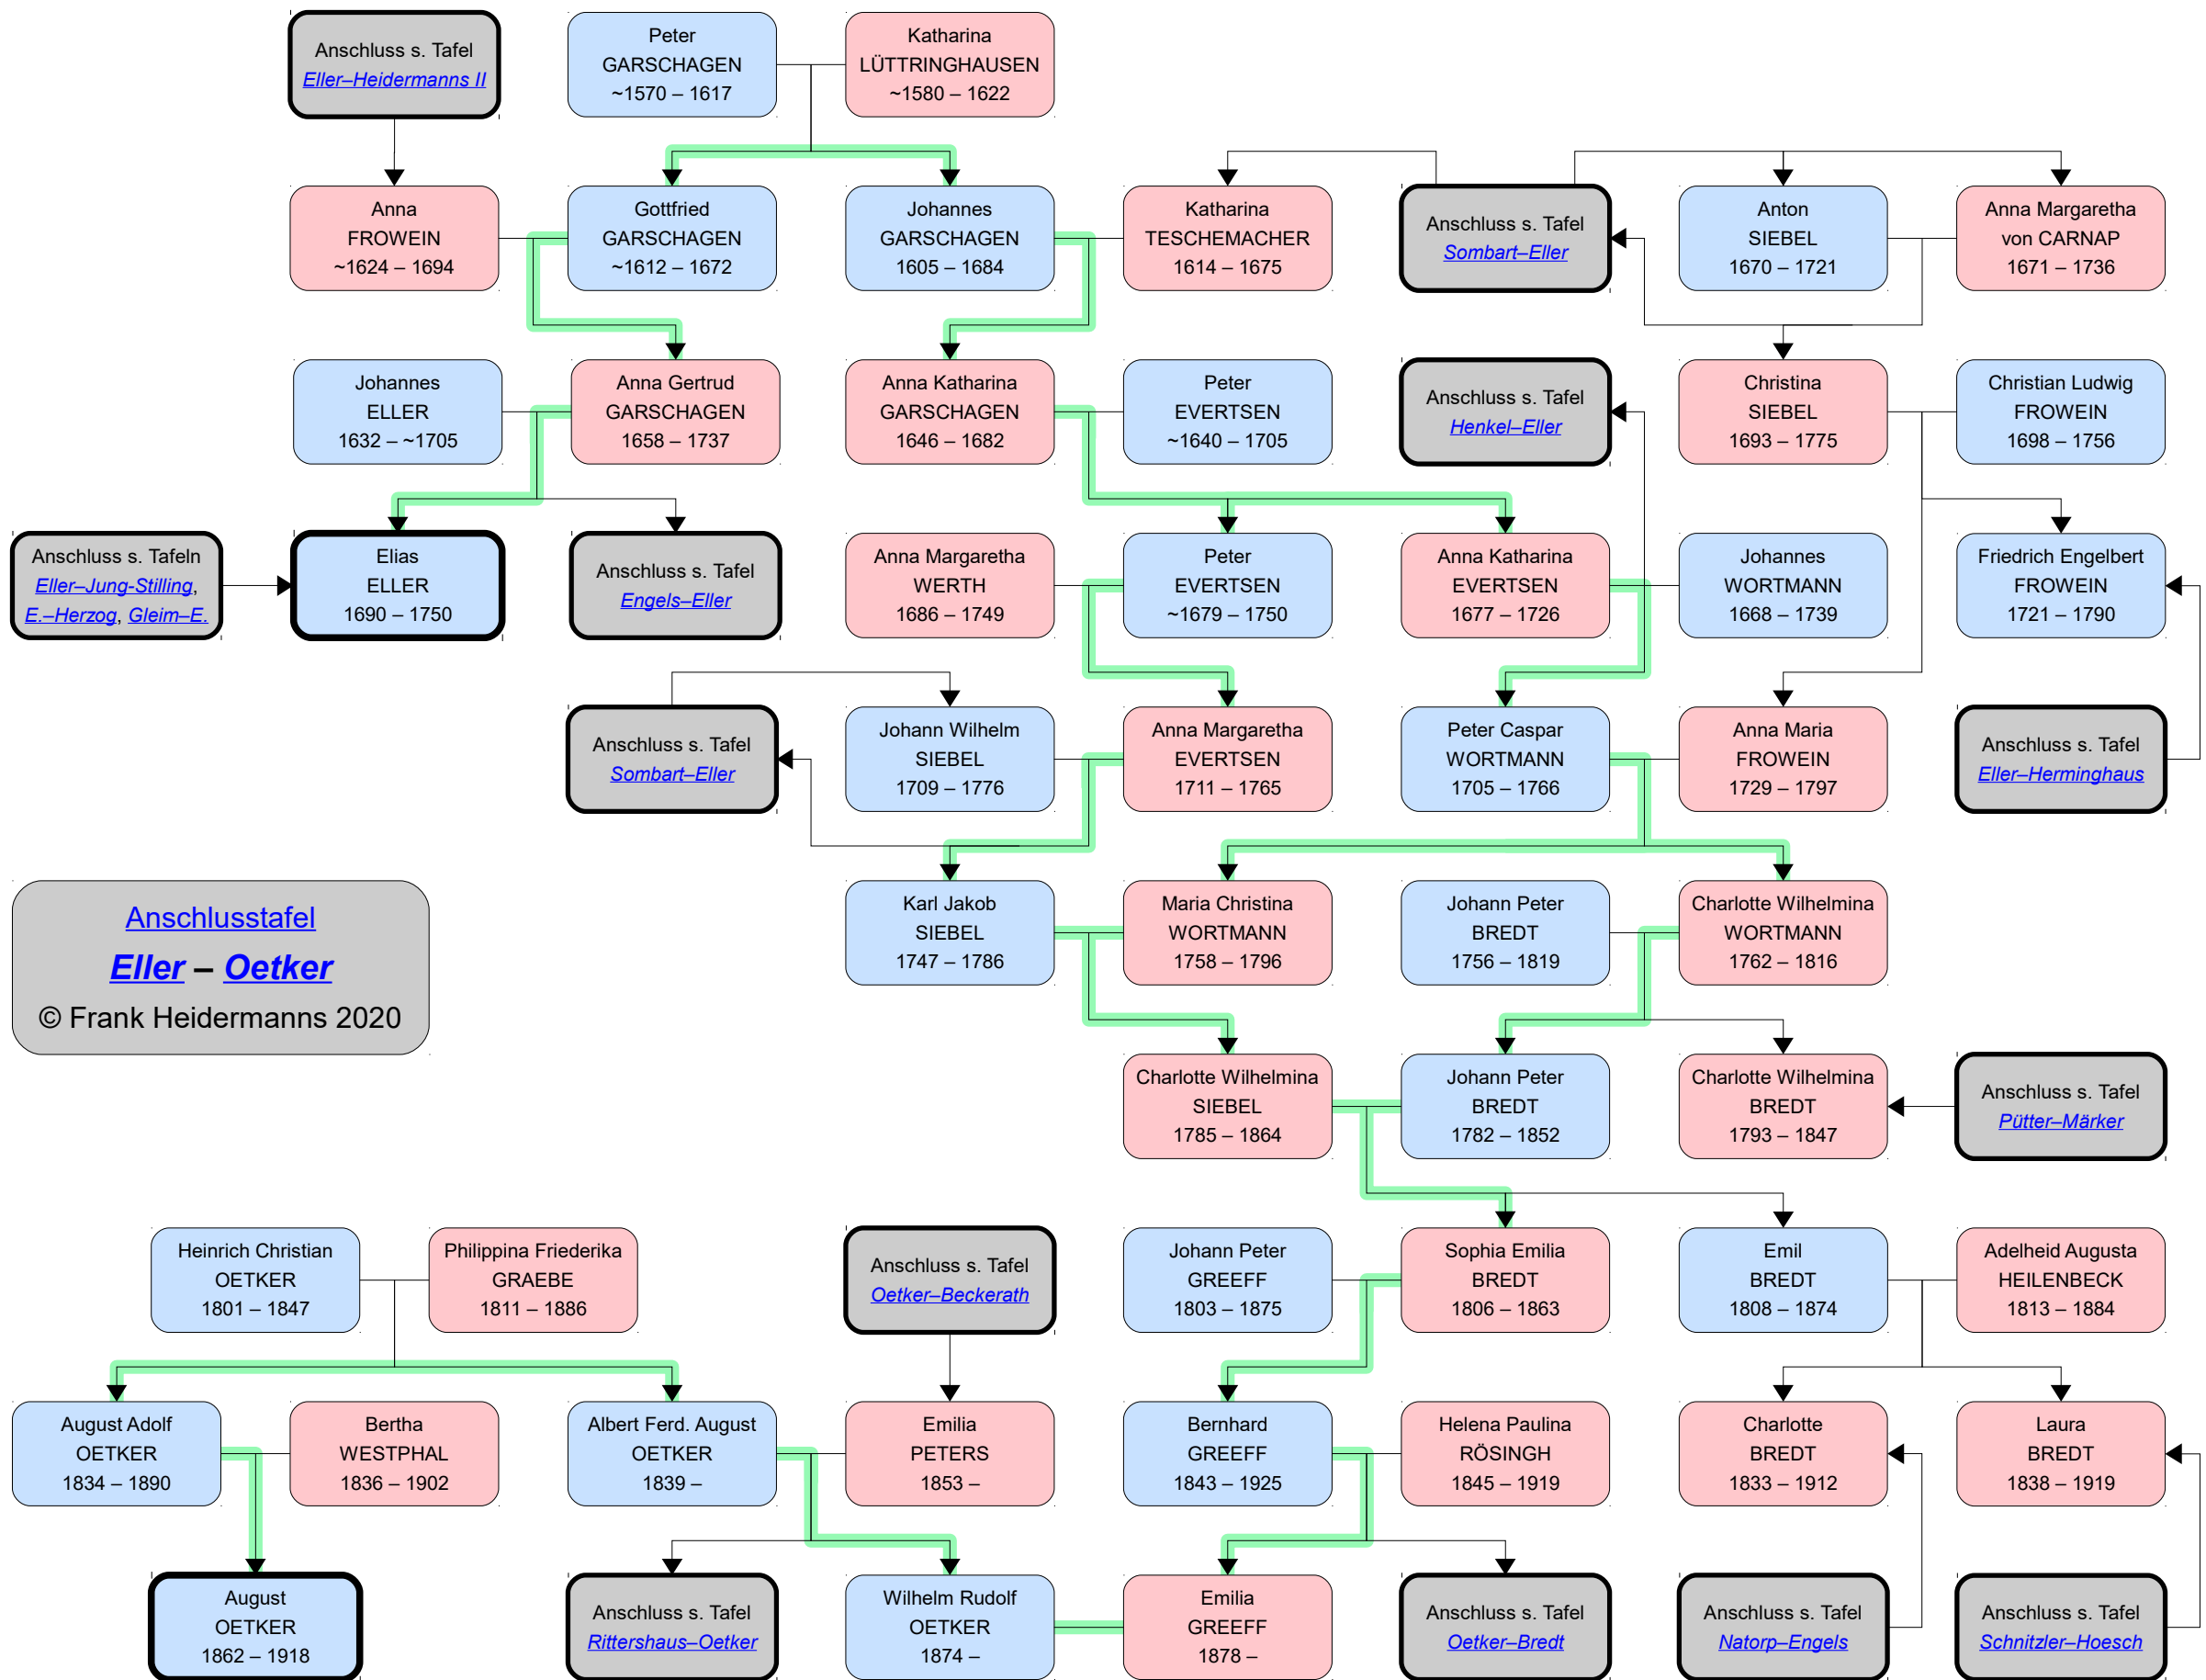 Anschluss s. Tafel
Eller–Heidermanns II
Peter
GARSCHAGEN
~1570 – 1617
Katharina
LÜTTRINGHAUSEN
~1580 – 1622
Anna
FROWEIN
~1624 – 1694
Gottfried
GARSCHAGEN
~1612 – 1672
Johannes
GARSCHAGEN
1605 – 1684
Katharina
TESCHEMACHER
1614 – 1675
Anschluss s. Tafel
Sombart–Eller
Anton
SIEBEL
1670 – 1721
Anna Margaretha
von CARNAP
1671 – 1736
Johannes
ELLER
1632 – ~1705
Anna Gertrud
GARSCHAGEN
1658 – 1737
Anna Katharina
GARSCHAGEN
1646 – 1682
Peter
EVERTSEN
~1640 – 1705
Anschluss s. Tafel
Henkel–Eller
Christina
SIEBEL
1693 – 1775
Christian Ludwig
FROWEIN
1698 – 1756
Anschluss s. Tafeln
Eller–Jung-Stilling,
E.–Herzog, Gleim–E.
Elias
ELLER
1690 – 1750
Anschluss s. Tafel
Engels–Eller
Anna Margaretha
WERTH
1686 – 1749
Peter
EVERTSEN
~1679 – 1750
Anna Katharina
EVERTSEN
1677 – 1726
Johannes
WORTMANN
1668 – 1739
Friedrich Engelbert
FROWEIN
1721 – 1790
Anschluss s. Tafel
Sombart–Eller
Johann Wilhelm
SIEBEL
1709 – 1776
Anna Margaretha
EVERTSEN
1711 – 1765
Peter Caspar
WORTMANN
1705 – 1766
Anna Maria
FROWEIN
1729 – 1797
Anschluss s. Tafel
Eller–Herminghaus
Anschlusstafel
Eller – Oetker
© Frank Heidermanns 2020
Karl Jakob
SIEBEL
1747 – 1786
Maria Christina
WORTMANN
1758 – 1796
Johann Peter
BREDT
1756 – 1819
Charlotte Wilhelmina
WORTMANN
1762 – 1816
Charlotte Wilhelmina
SIEBEL
1785 – 1864
Johann Peter
BREDT
1782 – 1852
Charlotte Wilhelmina
BREDT
1793 – 1847
Anschluss s. Tafel
Pütter–Märker
Heinrich Christian
OETKER
1801 – 1847
Philippina Friederika
GRAEBE
1811 – 1886
Anschluss s. Tafel
Oetker–Beckerath
Johann Peter
GREEFF
1803 – 1875
Sophia Emilia
BREDT
1806 – 1863
Emil
BREDT
1808 – 1874
Adelheid Augusta
HEILENBECK
1813 – 1884
August Adolf
OETKER
1834 – 1890
Bertha
WESTPHAL
1836 – 1902
Albert Ferd. August
OETKER
1839 –
Emilia
PETERS
1853 –
Bernhard
GREEFF
1843 – 1925
Helena Paulina
RÖSINGH
1845 – 1919
Charlotte
BREDT
1833 – 1912
Laura
BREDT
1838 – 1919
August
OETKER
1862 – 1918
Anschluss s. Tafel
Rittershaus–Oetker
Wilhelm Rudolf
OETKER
1874 –
Emilia
GREEFF
1878 –
Anschluss s. Tafel
Oetker–Bredt
Anschluss s. Tafel
Natorp–Engels
Anschluss s. Tafel
Schnitzler–Hoesch